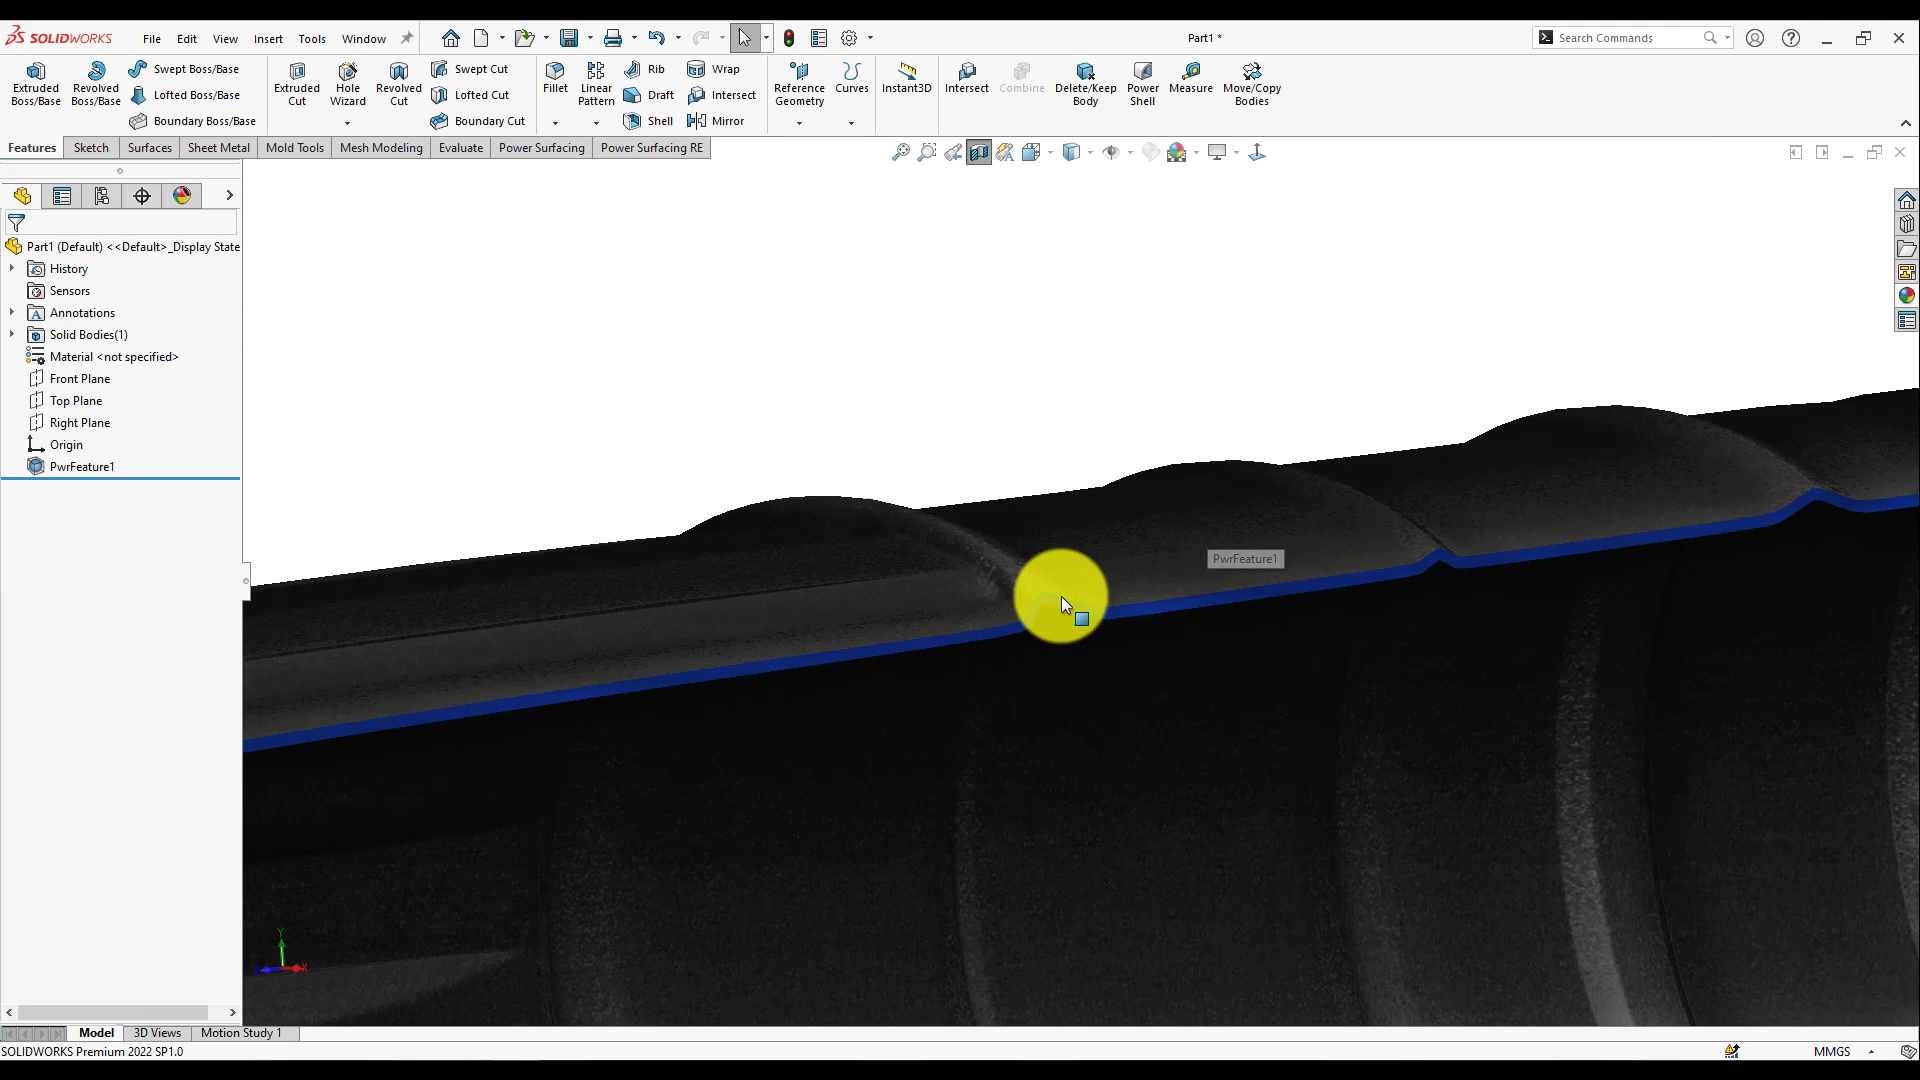 SOLIDWORKS File Edit View Insert Tools Window Part1 * Search Commands
Extruded Boss/Base
Revolved Boss/Base
Swept Boss/Base
Lofted Boss/Base
Boundary Boss/Base
Extruded Cut
Hole Wizard
Revolved Cut
Swept Cut
Lofted Cut
Boundary Cut
Fillet
Linear Pattern
Rib
Draft
Shell
Wrap
Intersect
Mirror
Reference Geometry
Curves
Instant3D
Intersect
Combine
Delete/Keep Body
Power Shell
Measure
Move/Copy Bodies
Features Sketch Surfaces Sheet Metal Mold Tools Mesh Modeling Evaluate Power Surfacing Power Surfacing RE
Part1 (Default) <<Default>_Display State
History
Sensors
Annotations
Solid Bodies(1)
Material <not specified>
Front Plane
Top Plane
Right Plane
Origin
PwrFeature1
PwrFeature1
Y
Z X
Model 3D Views Motion Study 1
SOLIDWORKS Premium 2022 SP1.0 MMGS